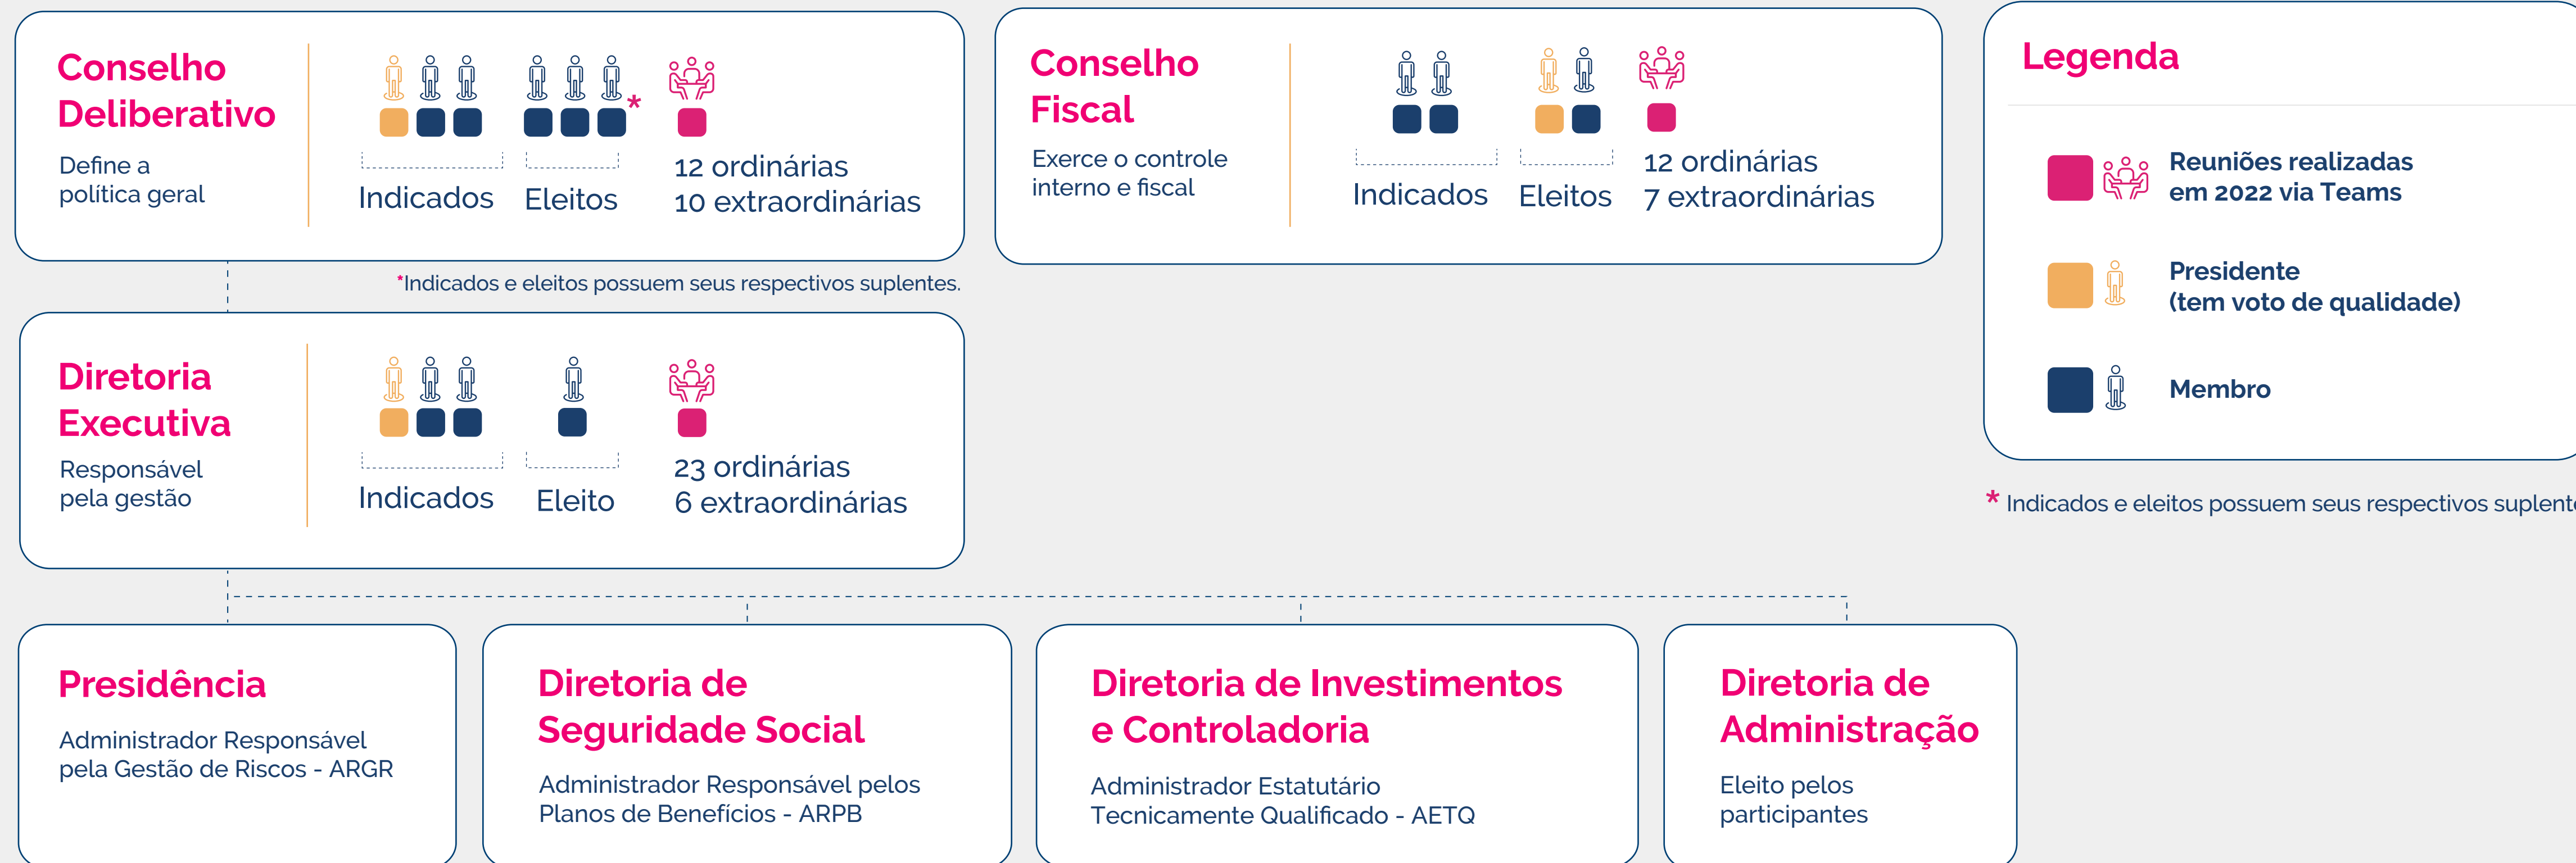 Conselho
Deliberativo
Define a
política geral
Indicados
Eleitos
*
12 ordinárias
10 extraordinárias
*Indicados e eleitos possuem seus respectivos suplentes.
Conselho
Fiscal
Exerce o controle
interno e fiscal
Indicados
Eleitos
12 ordinárias
7 extraordinárias
Legenda
Reuniões realizadas
em 2022 via Teams
Presidente
(tem voto de qualidade)
Membro
* Indicados e eleitos possuem seus respectivos
Diretoria
Executiva
Responsável
pela gestão
Indicados
Eleito
23 ordinárias
6 extraordinárias
Presidência
Administrador Responsável
pela Gestão de Riscos - ARGR
Diretoria de
Seguridade Social
Administrador Responsável pelos
Planos de Benefícios - ARPB
Diretoria de Investimentos
e Controladoria
Administrador Estatutário
Tecnicamente Qualificado - AETQ
Diretoria de
Administração
Eleito pelos
participantes